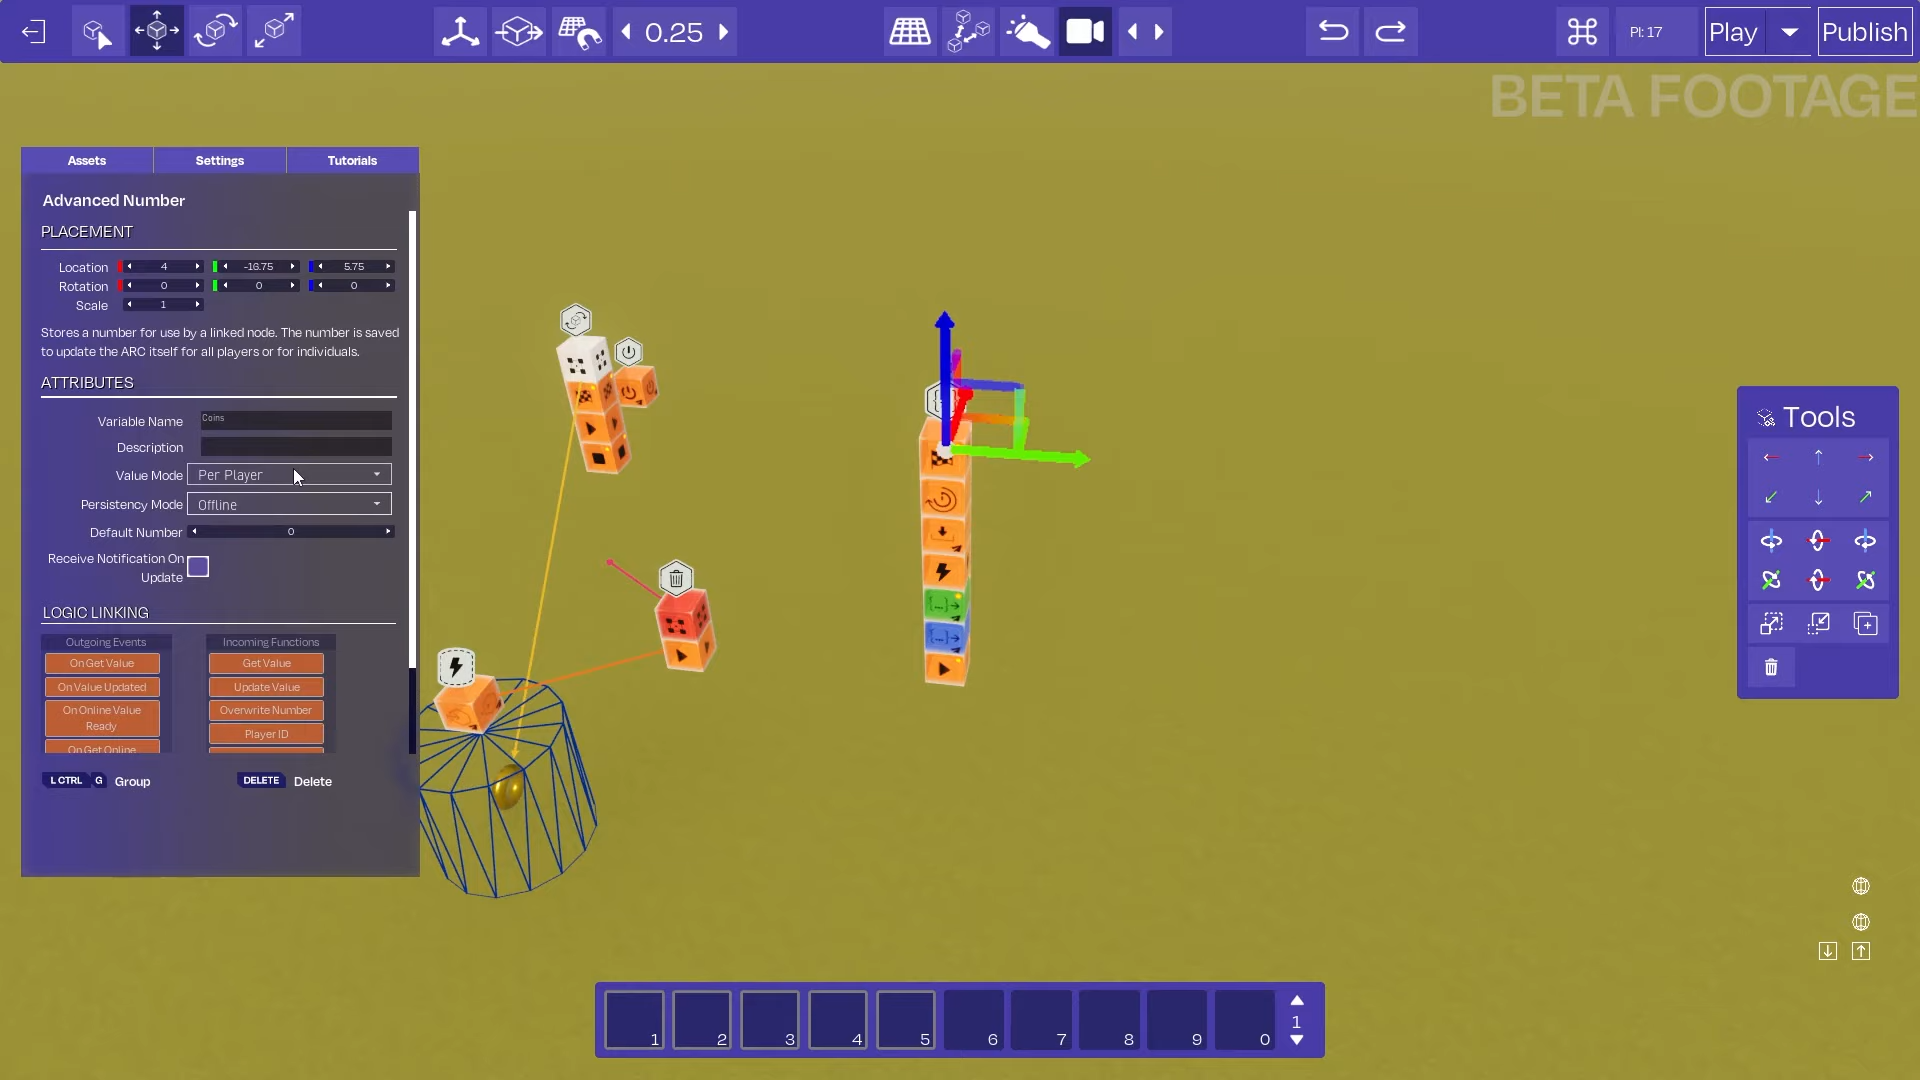 0.25
PI: 17
Play
Publish
BETA FOOTAGE
Assets
Settings
Tutorials
Advanced Number
PLACEMENT
Location
4
-16.75
5.75
Rotation
0
0
0
Scale
1
Stores a number for use by a linked node. The number is saved
to update the ARC itself for all players or for individuals.
ATTRIBUTES
Variable Name
Coins
Description
Value Mode
Per Player
Persistency Mode
Offline
Default Number
0
Receive Notification On
Update
LOGIC LINKING
Outgoing Events
Incoming Functions
On Get Value
Get Value
On Value Updated
Update Value
On Online Value
Ready
Overwrite Number
Player ID
On Get Online
L CTRL
G
Group
DELETE
Delete
Tools
1
2
3
4
5
6
7
8
9
0
1